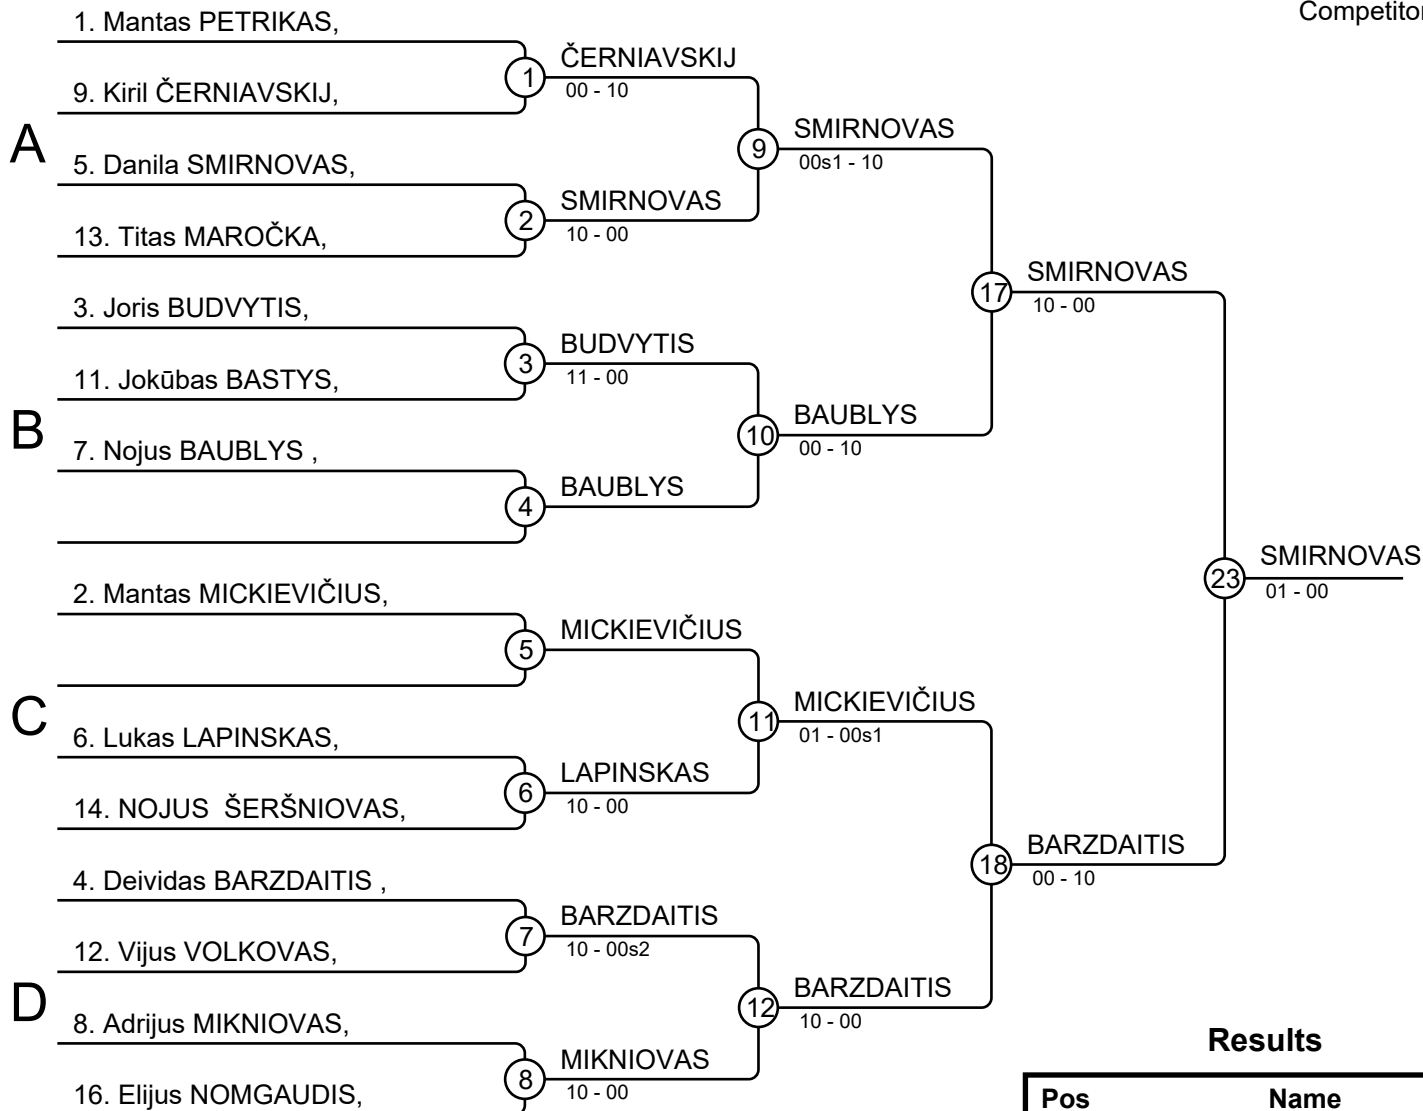 Competitor
1. Mantas PETRIKAS,
ČERNIAVSKIJ
1
00 - 10
9. Kiril ČERNIAVSKIJ,
A
SMIRNOVAS
9
00s1 - 10
5. Danila SMIRNOVAS,
SMIRNOVAS
2
10 - 00
13. Titas MAROČKA,
SMIRNOVAS
17
10 - 00
3. Joris BUDVYTIS,
BUDVYTIS
3
11 - 00
11. Jokūbas BASTYS,
B
BAUBLYS
10
00 - 10
7. Nojus BAUBLYS ,
BAUBLYS
4
SMIRNOVAS
23
01 - 00
2. Mantas MICKIEVIČIUS,
MICKIEVIČIUS
5
C
MICKIEVIČIUS
11
01 - 00s1
6. Lukas LAPINSKAS,
LAPINSKAS
6
10 - 00
14. NOJUS  ŠERŠNIOVAS,
BARZDAITIS
18
00 - 10
4. Deividas BARZDAITIS ,
BARZDAITIS
7
10 - 00s2
12. Vijus VOLKOVAS,
D
BARZDAITIS
12
10 - 00
8. Adrijus MIKNIOVAS,
MIKNIOVAS
8
10 - 00
16. Elijus NOMGAUDIS,
Results
Pos Name